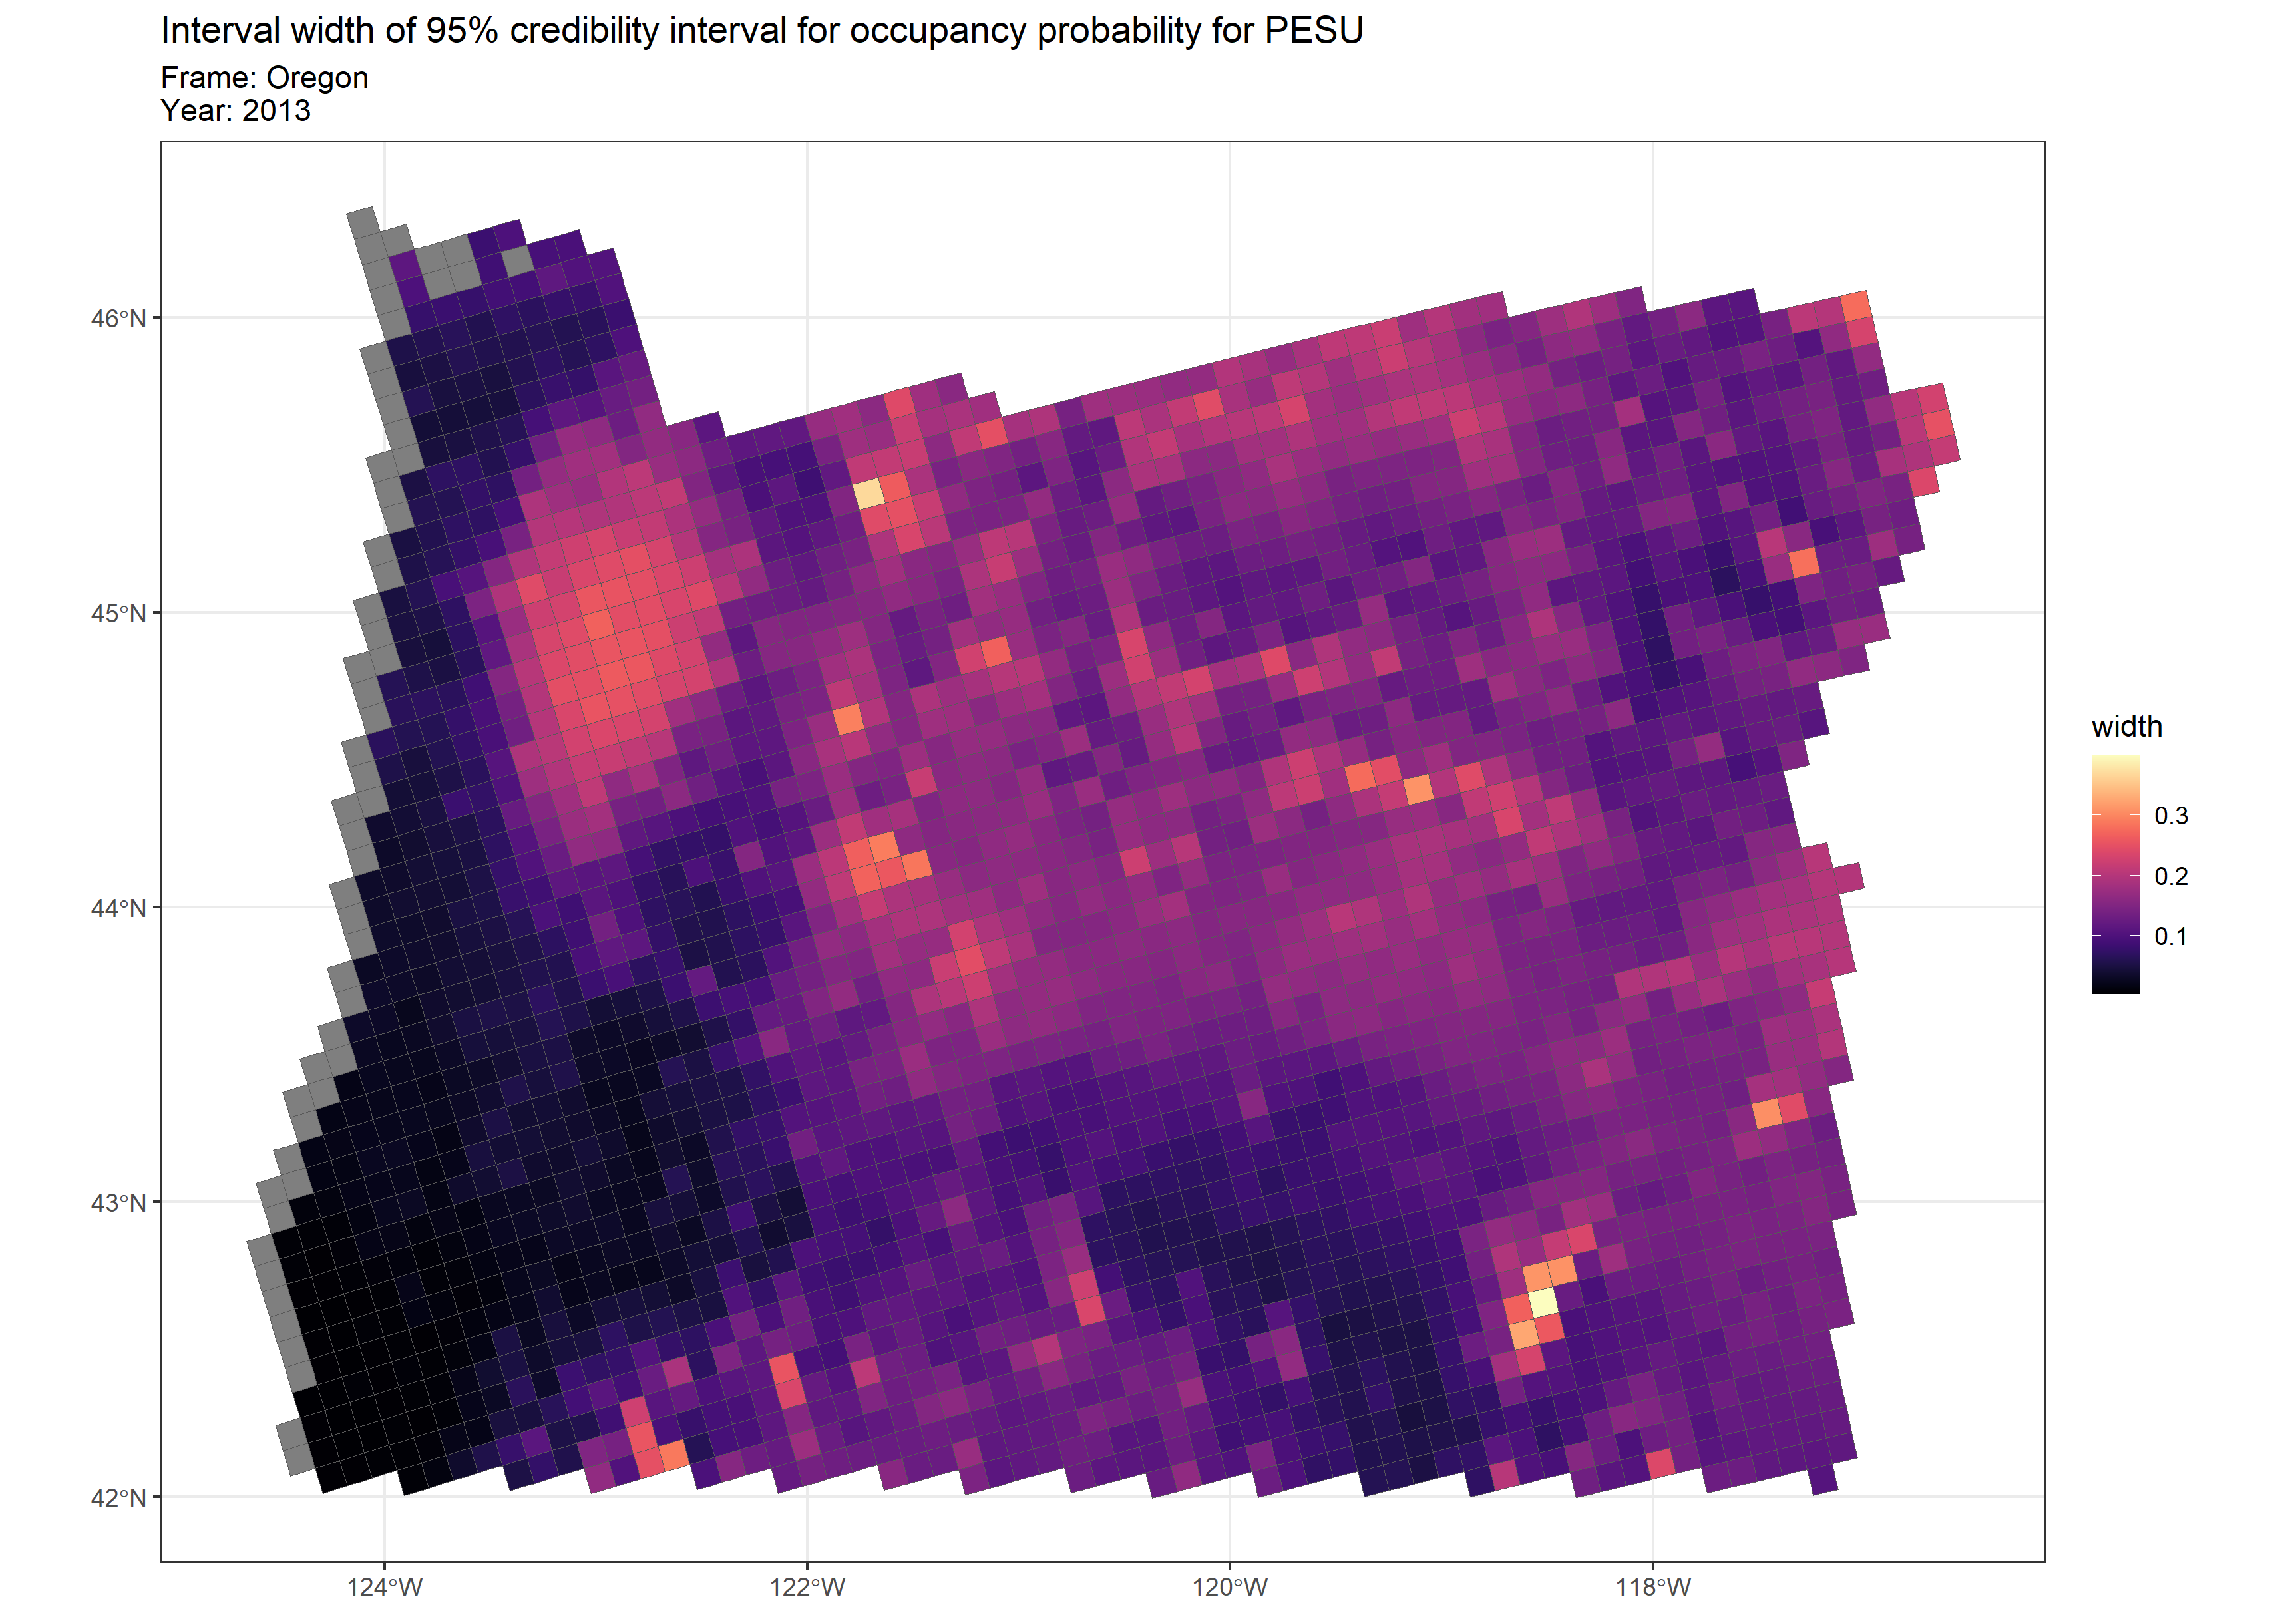 Interval width of 95% credibility interval for occupancy probability for PESU
Frame: Oregon
Year: 2013
46°N
45°N
44°N
43°N
42°N
124°W
122°W
120°W
118°W
width
0.3
0.2
0.1